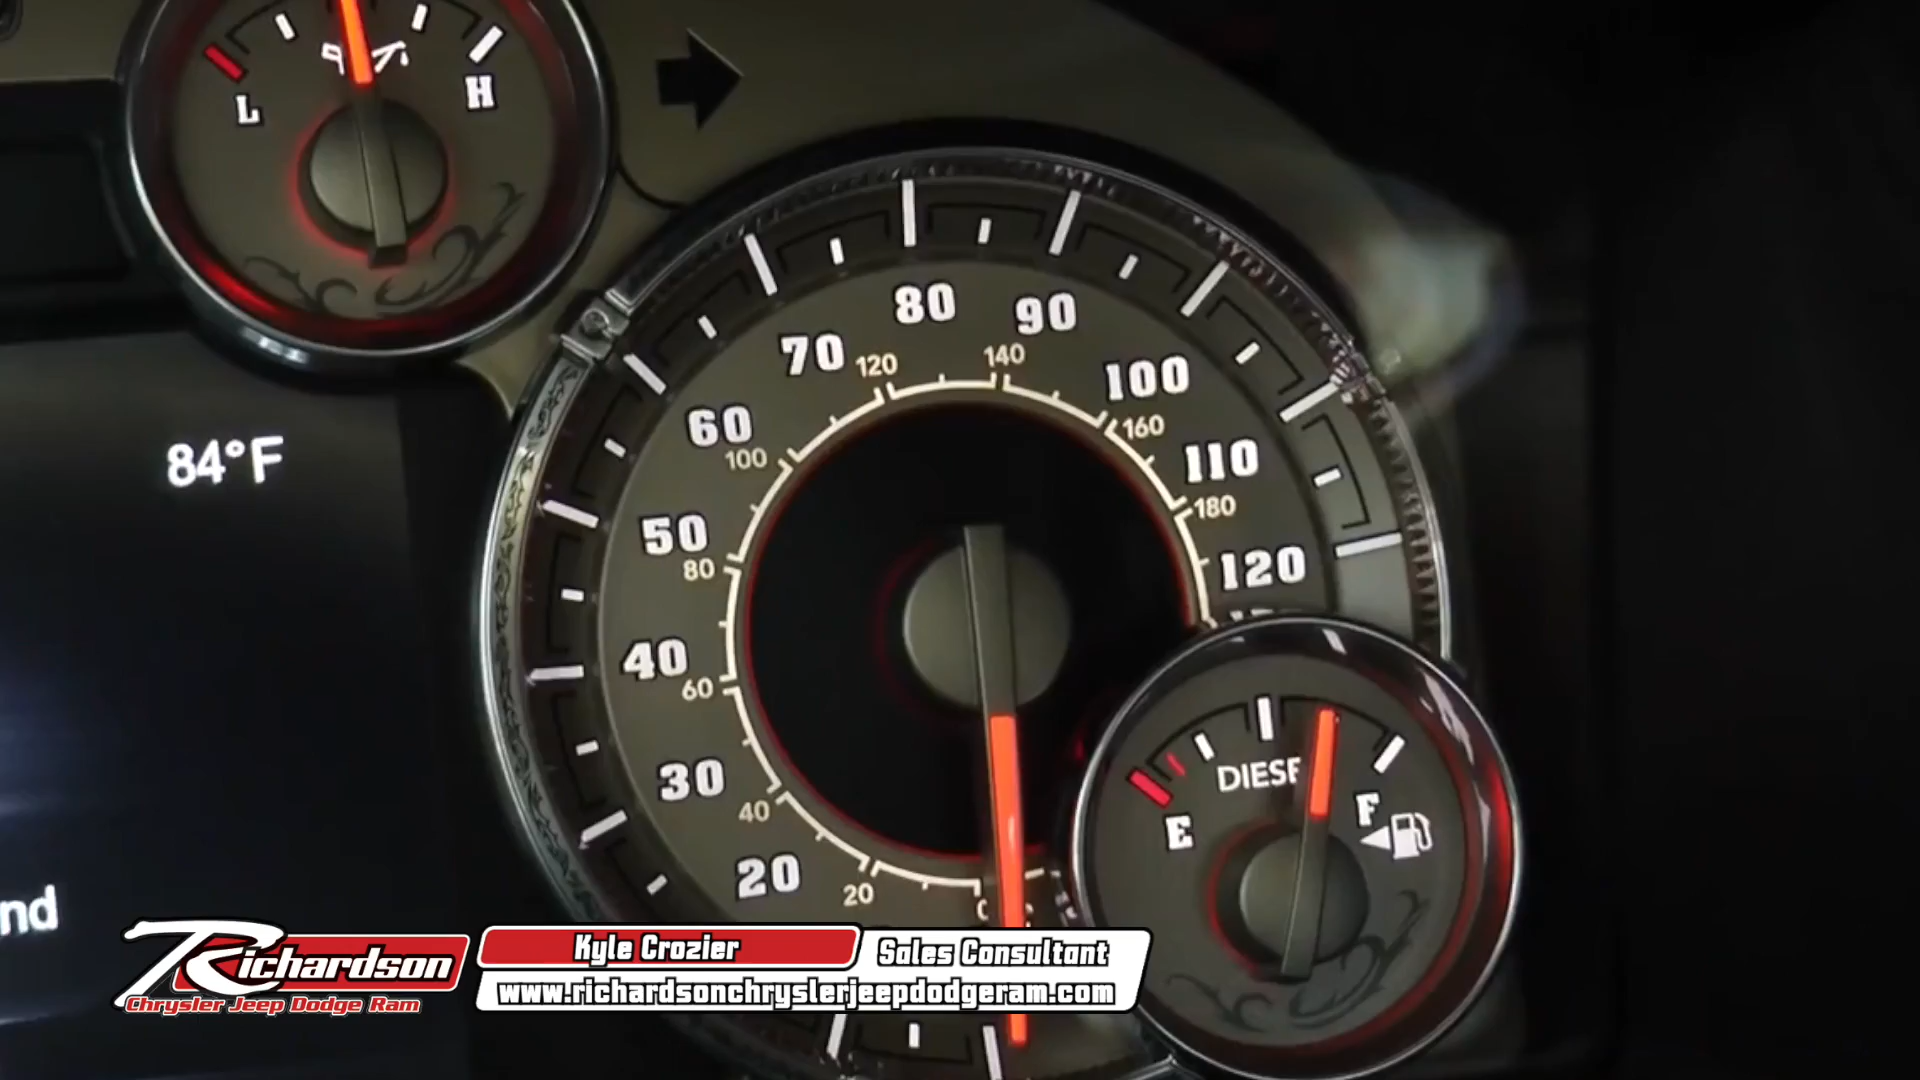 L H
84°F
80
90
70
120
140
100
60
160
100
110
180
50
80
120
40
60
30
DIESE
F
40
E
20
20
0
nd
Richardson
Chrysler Jeep Dodge Ram
Kyle Crozier
Sales Consultant
www.richardsonchryslerjeepdodgeram.com